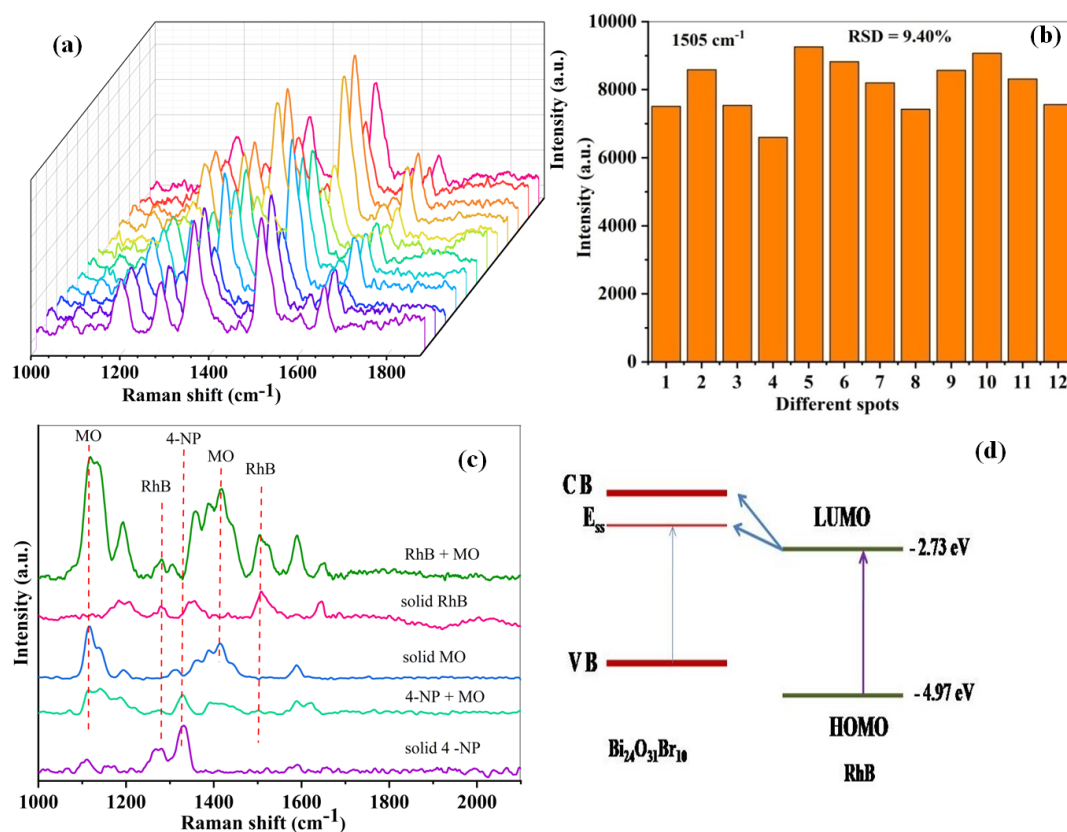 (a)
Intensity (a.u.)
1000 1200 1400 1600 1800
Raman shift (cm-1)
(b)
1505 cm-1 RSD = 9.40%
Intensity (a.u.)
10000
8000
6000
4000
2000
0
1 2 3 4 5 6 7 8 9 10 11 12
Different spots
(c)
MO
RhB
4-NP
MO
RhB
RhB + MO
solid RhB
solid MO
4-NP + MO
solid 4 -NP
Intensity (a.u.)
1000 1200 1400 1600 1800 2000
Raman shift (cm-1)
(d)
CB
Ess
VB
LUMO
- 2.73 eV
- 4.97 eV
HOMO
Bi24O31Br10
RhB